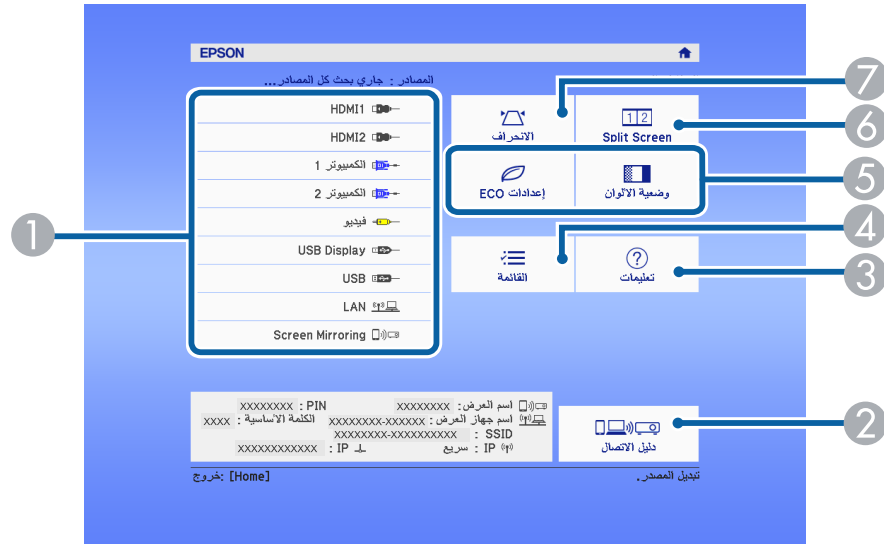 EPSON
المصادر : جاري بحث كل المصادر...
HDMI1
HDMI2
الكمبيوتر 1
الكمبيوتر 2
فيديو
USB Display
USB
LAN
Screen Mirroring
الانحراف
1 2
Split Screen
إعدادات ECO
وضعية الألوان
القائمة
?
تعليمات
7
6
5
4
3
2
1
اسم العرض: XXXXXXXX PIN : XXXXXXXX
اسم جهاز العرض : XXXXXXXX-XXXXXX الكلمة الأساسية : XXXX
SSID : XXXXXXXX-XXXXXXXXXX
IP : سريع IP : XXXXXXXXXXXX
دليل الاتصال
تبديل المصدر.
[Home] :خروج